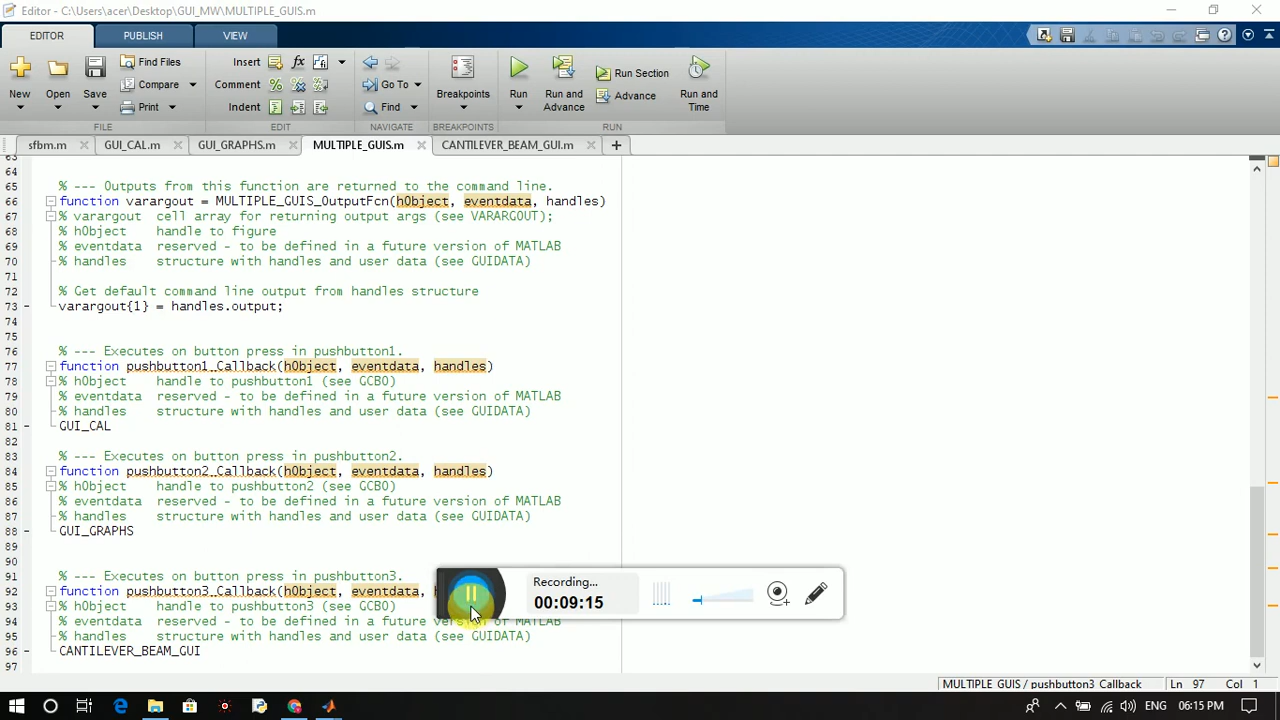 Editor - C:\Users\acer\Desktop\GUI_MW\MULTIPLE_GUIS.m
EDITOR PUBLISH VIEW
New Open Save Find Files Compare Print Insert Comment Indent fx Go To Find Breakpoints Run Run and Advance Run Section Advance Run and Time
FILE EDIT NAVIGATE BREAKPOINTS RUN
sfbm.m GUI_CAL.m GUI_GRAPHS.m MULTIPLE_GUIS.m CANTILEVER_BEAM_GUI.m
63
64
65 % --- Outputs from this function are returned to the command line.
66 function varargout = MULTIPLE_GUIS_OutputFcn(hObject, eventdata, handles)
67 % varargout cell array for returning output args (see VARARGOUT);
68 % hObject handle to figure
69 % eventdata reserved - to be defined in a future version of MATLAB
70 % handles structure with handles and user data (see GUIDATA)
71
72 % Get default command line output from handles structure
73 - varargout{1} = handles.output;
74
75
76 % --- Executes on button press in pushbutton1.
77 function pushbutton1_Callback(hObject, eventdata, handles)
78 % hObject handle to pushbutton1 (see GCBO)
79 % eventdata reserved - to be defined in a future version of MATLAB
80 % handles structure with handles and user data (see GUIDATA)
81 - GUI_CAL
82
83 % --- Executes on button press in pushbutton2.
84 function pushbutton2_Callback(hObject, eventdata, handles)
85 % hObject handle to pushbutton2 (see GCBO)
86 % eventdata reserved - to be defined in a future version of MATLAB
87 % handles structure with handles and user data (see GUIDATA)
88 - GUI_GRAPHS
89
90
91 % --- Executes on button press in pushbutton3.
92 function pushbutton3_Callback(hObject, eventdata,
93 % hObject handle to pushbutton3 (see GCBO)
94 % eventdata reserved - to be defined in a future version of MATLAB
95 % handles structure with handles and user data (see GUIDATA)
96 - CANTILEVER_BEAM_GUI
97
Recording...
00:09:15
MULTIPLE GUIS / pushbutton3 Callback Ln 97 Col 1
ENG 06:15 PM